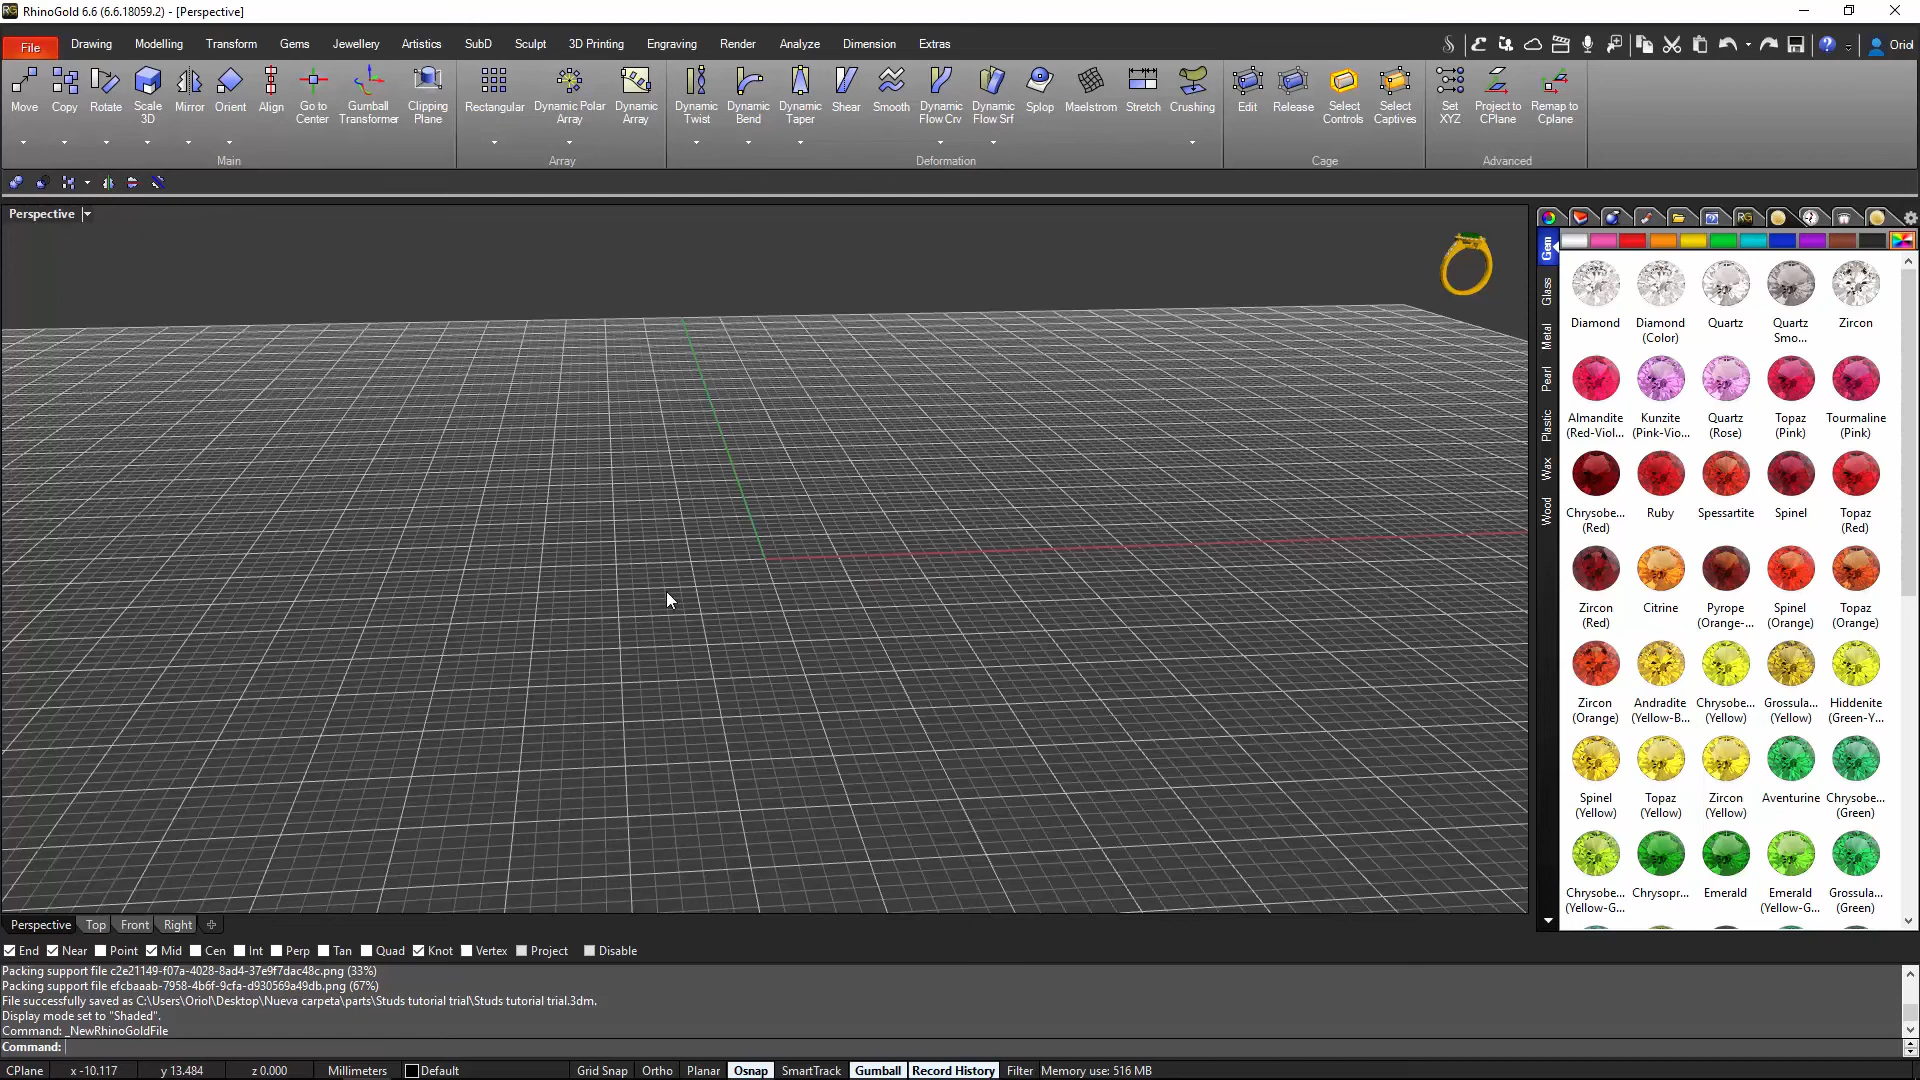 RhinoGold 6.6 (6.6.18059.2) - [Perspective]
File Drawing Modelling Transform Gems Jewellery Artistics SubD Sculpt 3D Printing Engraving Render Analyze Dimension Extras Oriol
Move Copy Rotate Scale 3D Mirror Orient Align Go to Center Gumball Transformer Clipping Plane Rectangular Dynamic Polar Array Dynamic Array Dynamic Twist Dynamic Bend Dynamic Taper Shear Smooth Dynamic Flow Crv Dynamic Flow Srf Splop Maelstrom Stretch Crushing Edit Release Select Controls Select Captives Set XYZ Project to CPlane Remap to Cplane
Main Array Deformation Cage Advanced
Perspective
Gem
Glass
Metal
Pearl
Plastic
Wax
Wood
Diamond Diamond (Color) Quartz Quartz Smo... Zircon
Almandite (Red-Viol... Kunzite (Pink-Vio... Quartz (Rose) Topaz (Pink) Tourmaline (Pink)
Chrysobe... (Red) Ruby Spessartite Spinel Topaz (Red)
Zircon (Red) Citrine Pyrope (Orange-... Spinel (Orange) Topaz (Orange)
Zircon (Orange) Andradite (Yellow-B... Chrysobe... (Yellow) Grossula... (Yellow) Hiddenite (Green-Y...
Spinel (Yellow) Topaz (Yellow) Zircon (Yellow) Aventurine Chrysobe... (Green)
Chrysobe... (Yellow-G... Chrysopr... Emerald Emerald (Yellow-G... Grossula... (Green)
Perspective Top Front Right
End Near Point Mid Cen Int Perp Tan Quad Knot Vertex Project Disable
Packing support file c2e21149-f07a-4028-8ad4-37e9f7dac48c.png (33%)
Packing support file efcbaaab-7958-4b6f-9cfa-d930569a49db.png (67%)
File successfully saved as C:\Users\Oriol\Desktop\Nueva carpeta\parts\Studs tutorial trial\Studs tutorial trial.3dm.
Display mode set to "Shaded".
Command: _NewRhinoGoldFile
Command:
CPlane x -10.117 y 13.484 z 0.000 Millimeters Default Grid Snap Ortho Planar Osnap SmartTrack Gumball Record History Filter Memory use: 516 MB